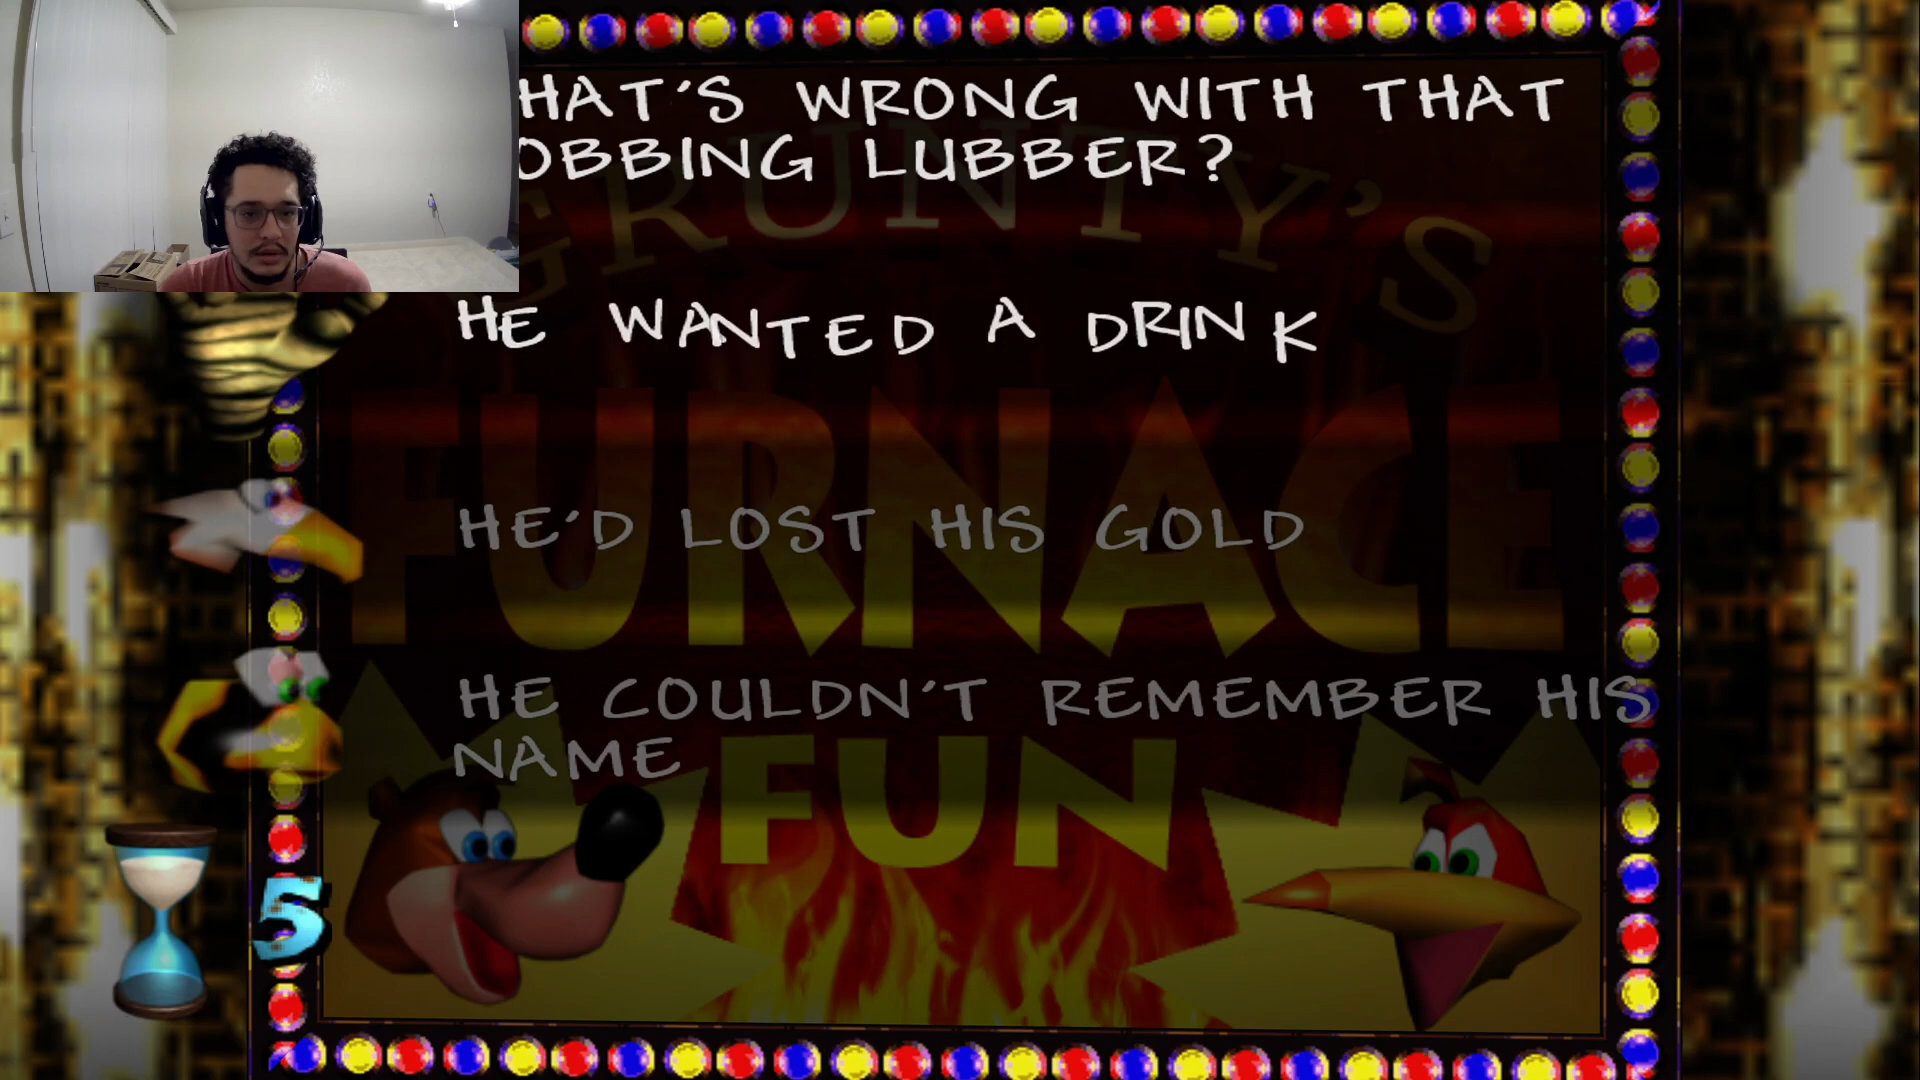 HAT'S WRONG WITH THAT
OBBING LUBBER?
GRUNTY'S
HE WANTED A DRINK
FURNACE
HE'D LOST HIS GOLD
HE COULDN'T REMEMBER HIS
NAME
FUN
5